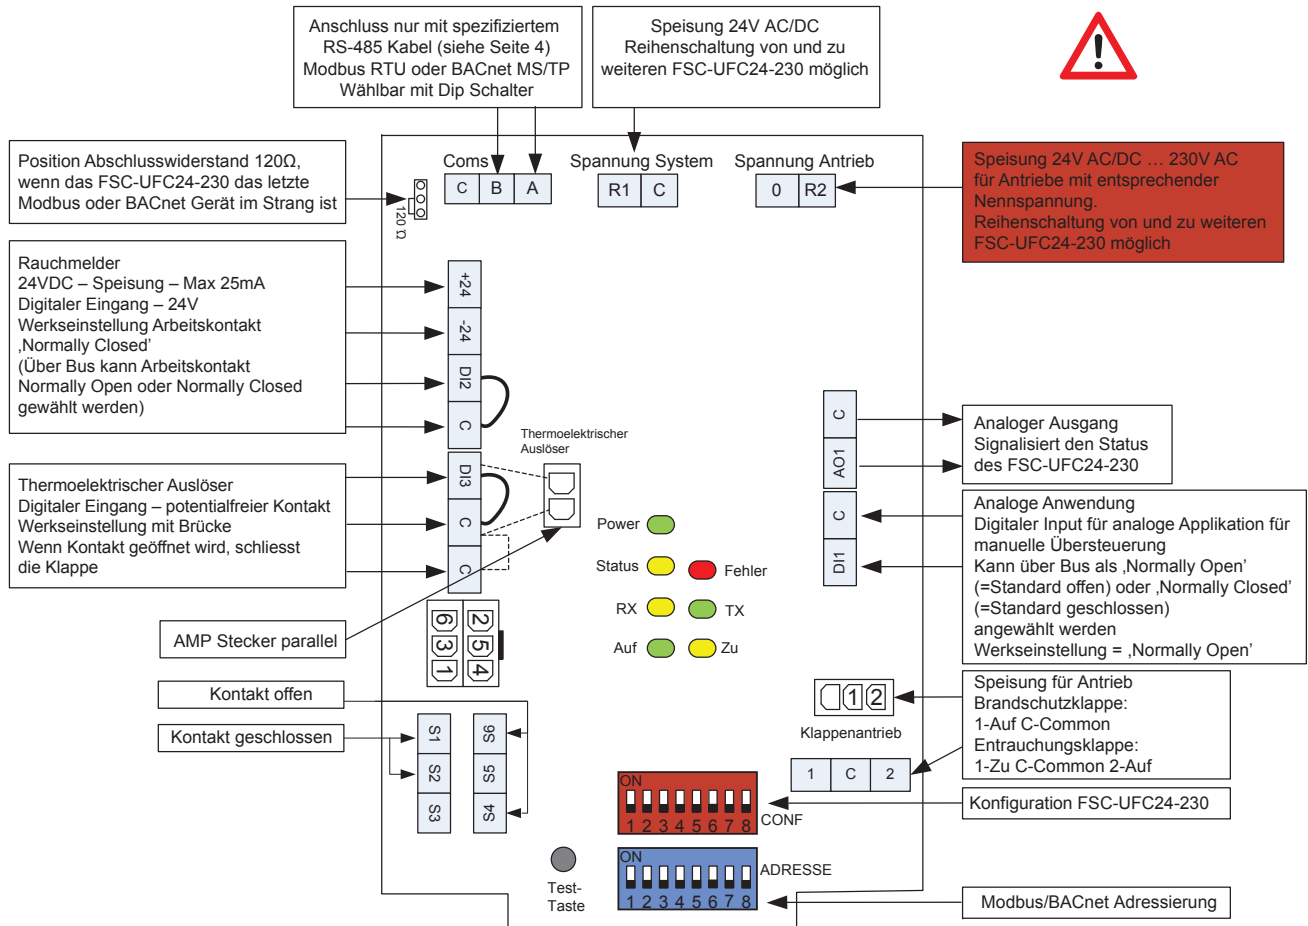 Anschluss nur mit spezifiziertem
RS-485 Kabel (siehe Seite 4)
Modbus RTU oder BACnet MS/TP
Wählbar mit Dip Schalter
Speisung 24V AC/DC
Reihenschaltung von und zu
weiteren FSC-UFC24-230 möglich
Position Abschlusswiderstand 120Ω,
wenn das FSC-UFC24-230 das letzte
Modbus oder BACnet Gerät im Strang ist
120 Ω
Coms
C B A
Spannung System
R1 C
Spannung Antrieb
0 R2
Speisung 24V AC/DC … 230V AC
für Antriebe mit entsprechender
Nennspannung.
Reihenschaltung von und zu weiteren
FSC-UFC24-230 möglich
Rauchmelder
24VDC – Speisung – Max 25mA
Digitaler Eingang – 24V
Werkseinstellung Arbeitskontakt
‚Normally Closed'
(Über Bus kann Arbeitskontakt
Normally Open oder Normally Closed
gewählt werden)
+24
-24
DI2
C
Thermoelektrischer Auslöser
Digitaler Eingang – potentialfreier Kontakt
Werkseinstellung mit Brücke
Wenn Kontakt geöffnet wird, schliesst
die Klappe
DI3
C
C
Thermoelektrischer
Auslöser
AMP Stecker parallel
6 3 1
2 5 4
Power
Status
Fehler
RX
TX
Auf
Zu
C
AO1
C
DI1
Analoger Ausgang
Signalisiert den Status
des FSC-UFC24-230
Analoge Anwendung
Digitaler Input für analoge Applikation für
manuelle Übersteuerung
Kann über Bus als ‚Normally Open'
(=Standard offen) oder ‚Normally Closed'
(=Standard geschlossen)
angewählt werden
Werkseinstellung = ‚Normally Open'
Kontakt offen
Kontakt geschlossen
S1
S2
S3
S6
S5
S4
1 2
Klappenantrieb
1 C 2
Speisung für Antrieb
Brandschutzklappe:
1-Auf C-Common
Entrauchungsklappe:
1-Zu C-Common 2-Auf
ON
1 2 3 4 5 6 7 8
CONF
Konfiguration FSC-UFC24-230
ON
1 2 3 4 5 6 7 8
ADRESSE
Modbus/BACnet Adressierung
Test-
Taste